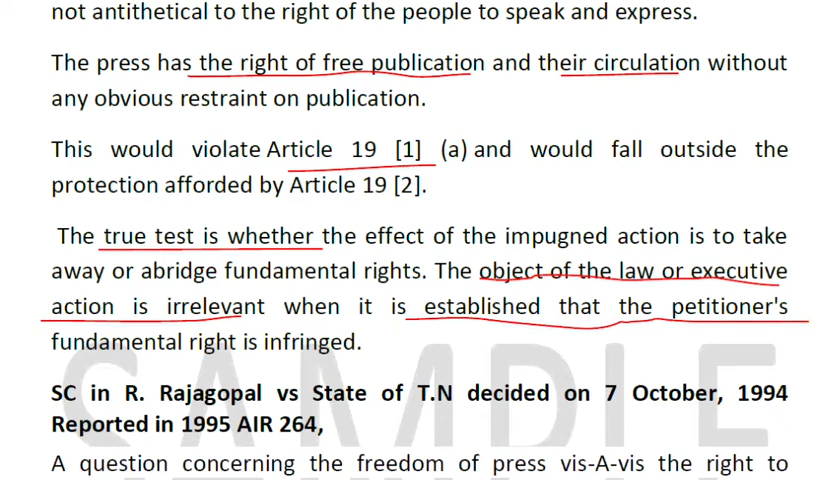 not antithetical to the right of the people to speak and express.
The press has the right of free publication and their circulation without
any obvious restraint on publication.
This would violate Article 19 [1] (a) and would fall outside the
protection afforded by Article 19 [2].
The true test is whether the effect of the impugned action is to take
away or abridge fundamental rights. The object of the law or executive
action is irrelevant when it is established that the petitioner's
fundamental right is infringed.
SC in R. Rajagopal vs State of T.N decided on 7 October, 1994
Reported in 1995 AIR 264,
SAMPLE
A question concerning the freedom of press vis-A-vis the right to